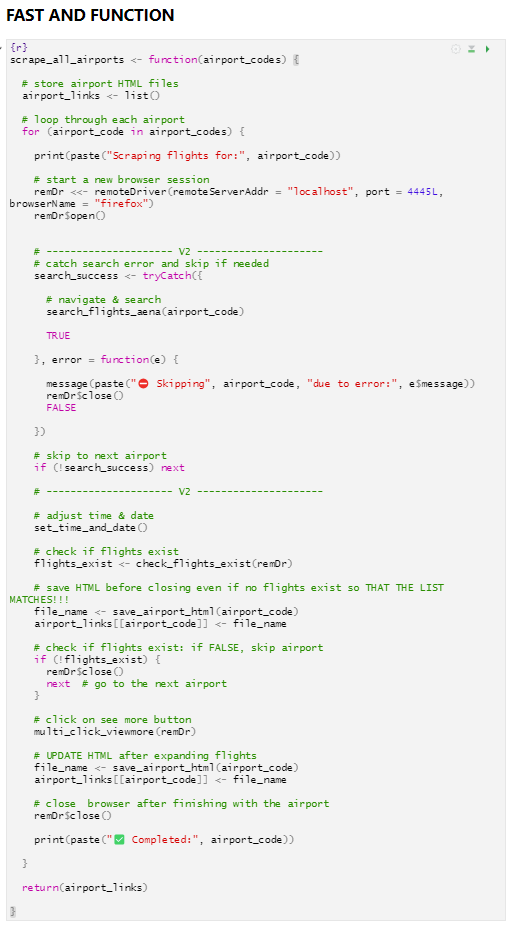 FAST AND FUNCTION
{r}
scrape_all_airports <- function(airport_codes) {
# store airport HTML files
airport_links <- list()
# loop through each airport
for (airport_code in airport_codes) {
print(paste("Scraping flights for:", airport_code))
# start a new browser session
remDr <<- remoteDriver(remoteServerAddr = "localhost", port = 4445L,
browserName = "firefox")
remDr$open()
# --------------------- V2 ---------------------
# catch search error and skip if needed
search_success <- tryCatch({
# navigate & search
search_flights_aena(airport_code)
TRUE
}, error = function(e) {
message(paste("⛔ Skipping", airport_code, "due to error:", e$message))
remDr$close()
FALSE
})
# skip to next airport
if (!search_success) next
# --------------------- V2 ---------------------
# adjust time & date
set_time_and_date()
# check if flights exist
flights_exist <- check_flights_exist(remDr)
# save HTML before closing even if no flights exist so THAT THE LIST
MATCHES!!!
file_name <- save_airport_html(airport_code)
airport_links[[airport_code]] <- file_name
# check if flights exist: if FALSE, skip airport
if (!flights_exist) {
remDr$close()
next # go to the next airport
}
# click on see more button
multi_click_viewmore(remDr)
# UPDATE HTML after expanding flights
file_name <- save_airport_html(airport_code)
airport_links[[airport_code]] <- file_name
# close  browser after finishing with the airport
remDr$close()
print(paste("✅ Completed:", airport_code))
}
return(airport_links)
}